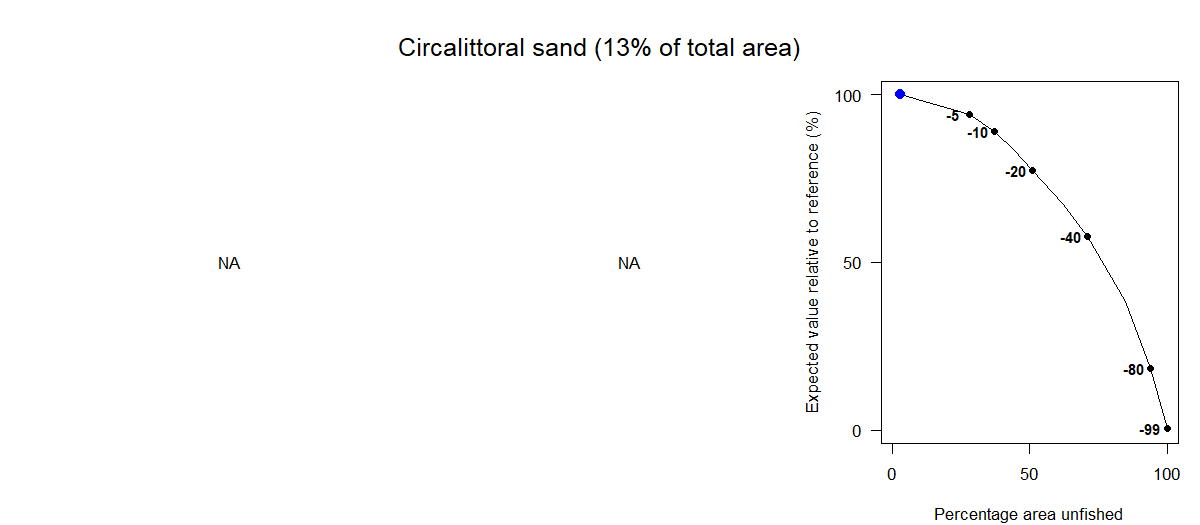 Circalittoral sand (13% of total area)
NA
NA
Expected value relative to reference (%)
100
50
0
-5
-10
-20
-40
-80
-99
0 50 100
Percentage area unfished